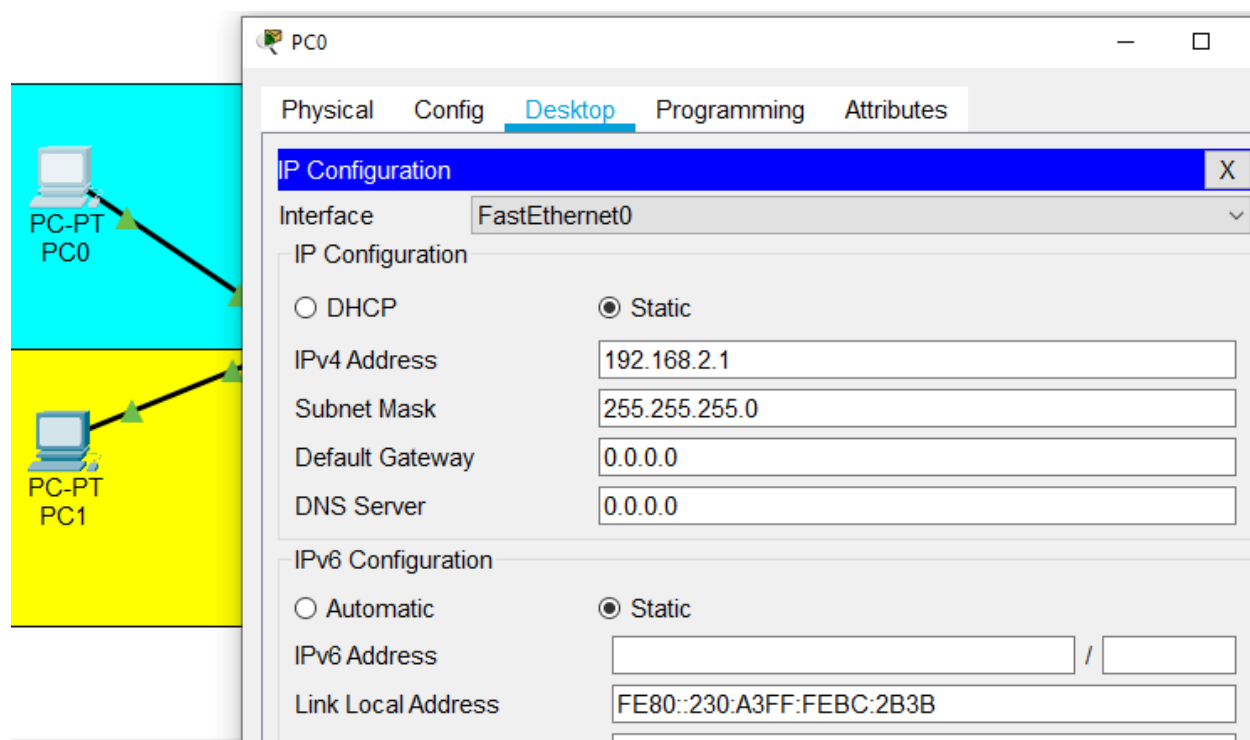 PC0
Physical Config Desktop Programming Attributes
IP Configuration X
Interface FastEthernet0
IP Configuration
DHCP Static
IPv4 Address 192.168.2.1
Subnet Mask 255.255.255.0
Default Gateway 0.0.0.0
DNS Server 0.0.0.0
IPv6 Configuration
Automatic Static
IPv6 Address /
Link Local Address FE80::230:A3FF:FEBC:2B3B
PC-PT
PC0
PC-PT
PC1